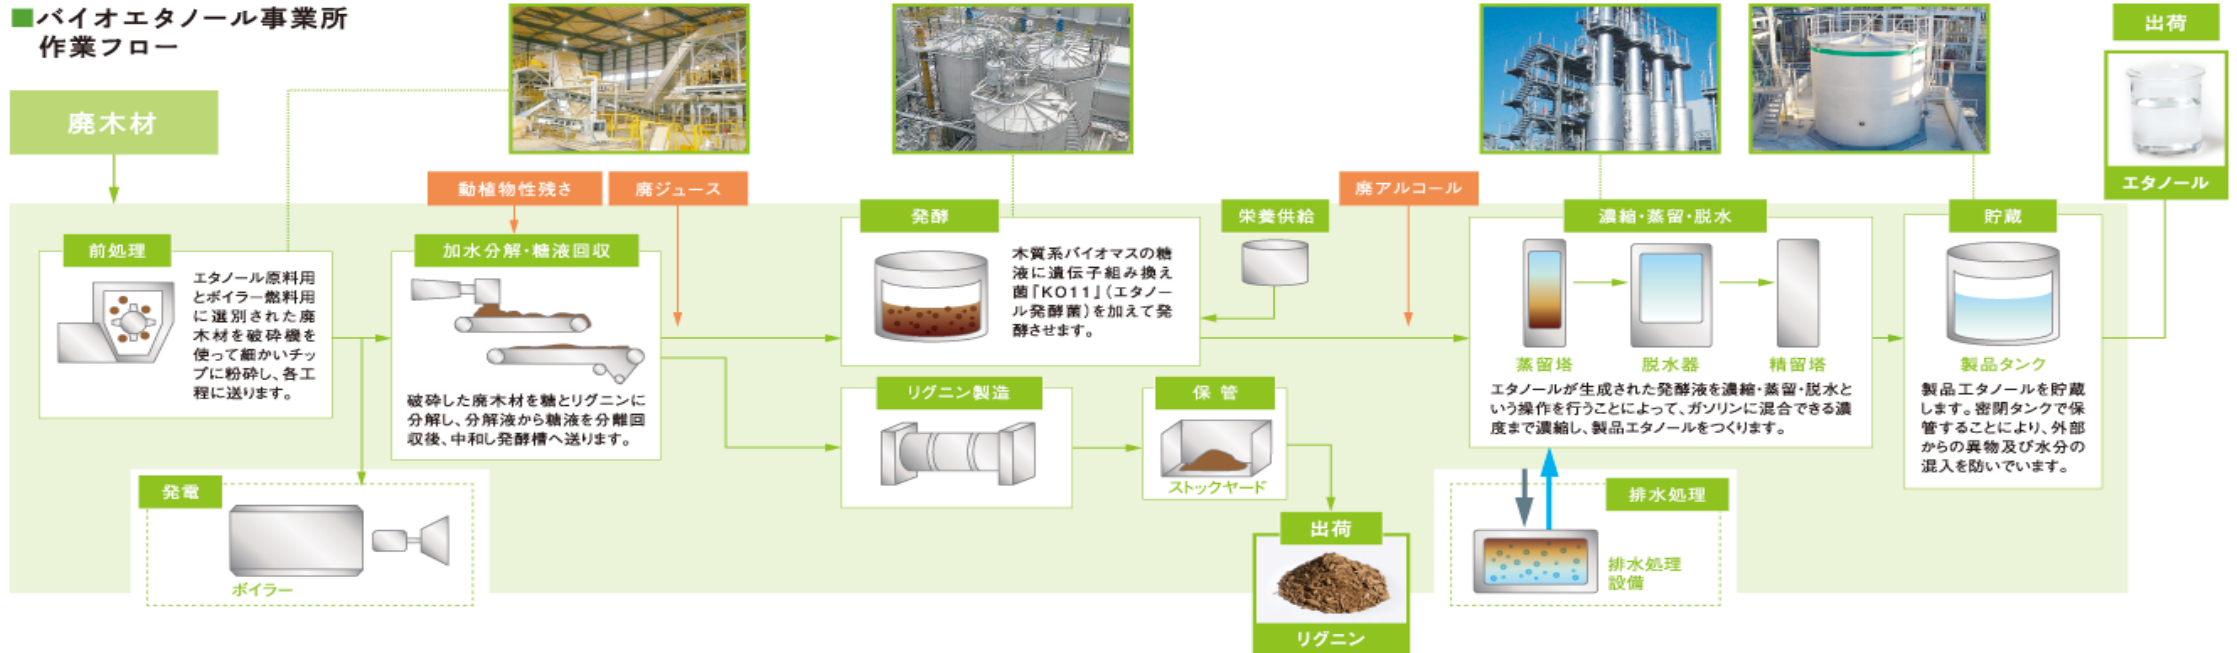 ■バイオエタノール事業所
作業フロー
廃木材
前処理
エタノール原料用
とボイラー燃料用
に選別された廃
木材を破砕機を
使って細かいチッ
プに粉砕し、各工
程に送ります。
発電
ボイラー
動植物性残さ
廃ジュース
加水分解・糖液回収
破砕した廃木材を糖とリグニンに
分解し、分解液から糖液を分離回
収後、中和し発酵槽へ送ります。
発酵
木質系バイオマスの糖
液に遺伝子組み換え
菌「KO11」(エタノー
ル発酵菌)を加えて発
酵させます。
栄養供給
リグニン製造
保 管
ストックヤード
出荷
リグニン
廃アルコール
濃縮・蒸留・脱水
蒸留塔
脱水器
精留塔
エタノールが生成された発酵液を濃縮・蒸留・脱水と
いう操作を行うことによって、ガソリンに混合できる濃
度まで濃縮し、製品エタノールをつくります。
排水処理
排水処理
設備
貯蔵
製品タンク
製品エタノールを貯蔵
します。密閉タンクで保
管することにより、外部
からの異物及び水分の
混入を防いでいます。
出荷
エタノール